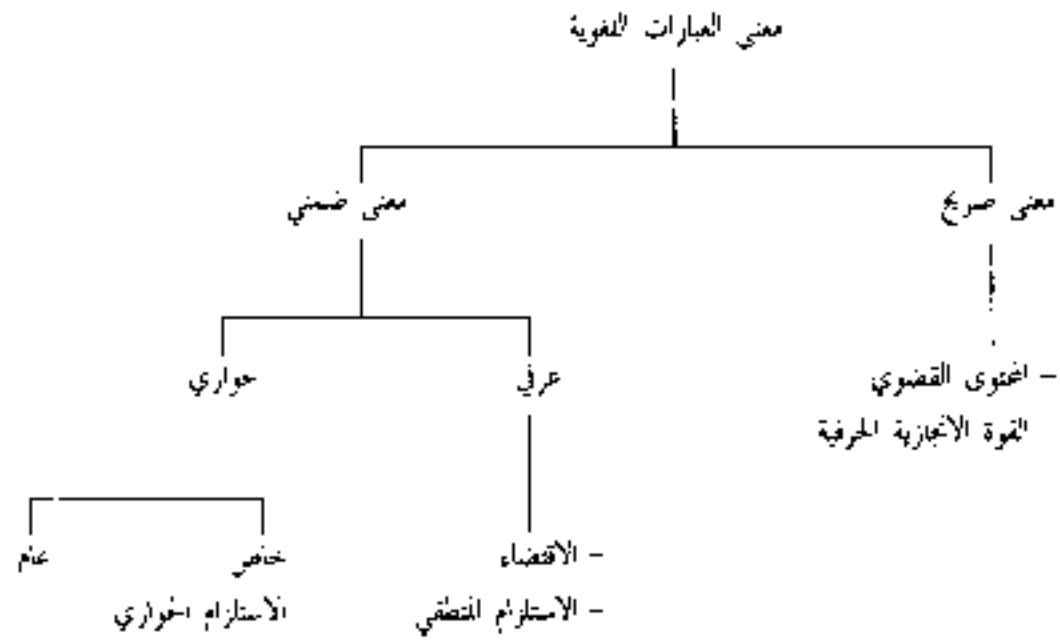 معنى العبارات اللغوية
معنى صريح
معنى ضمني
- المحتوى القضوي
القوة الانجازية الحرفية
عرفي
حواري
- الاقتضاء
- الاستلزام المنطقي
خاص
عام
الاستلزام الحواري